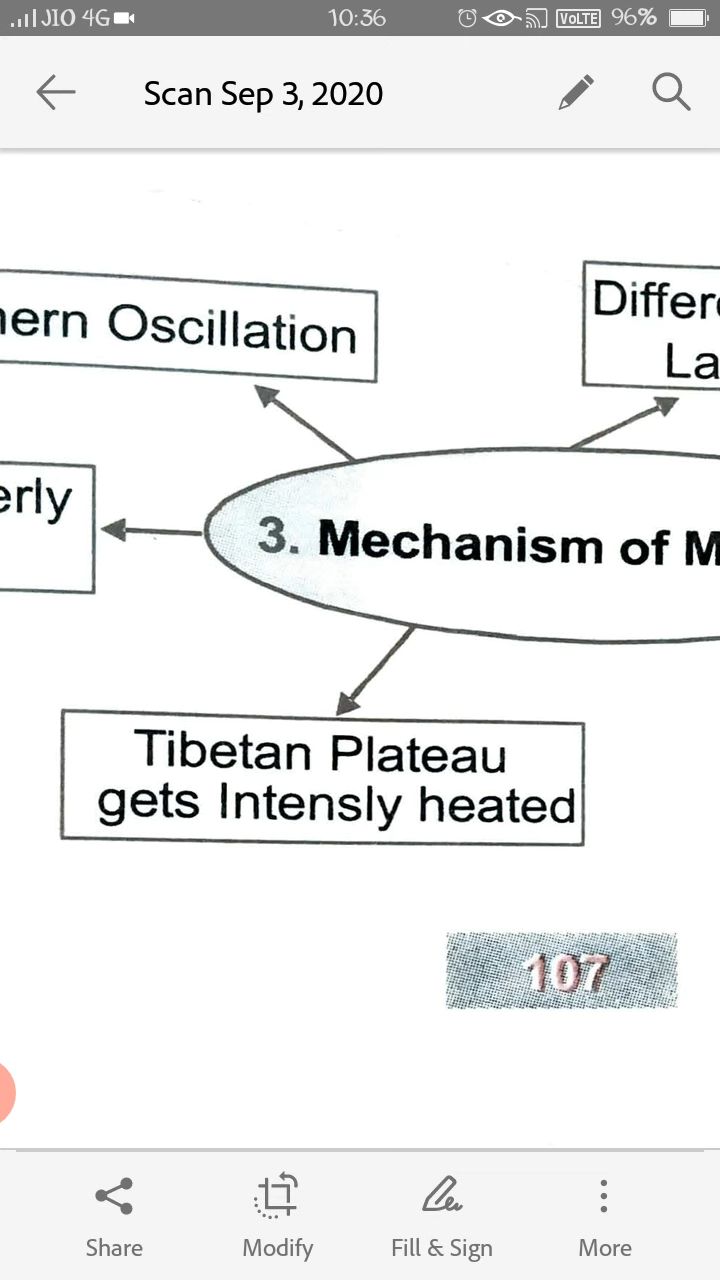 JIO 4G 10:36 VoLTE 96%
Scan Sep 3, 2020
hern Oscillation
Differe
La
erly
3. Mechanism of M
Tibetan Plateau
gets Intensly heated
107
Share Modify Fill & Sign More